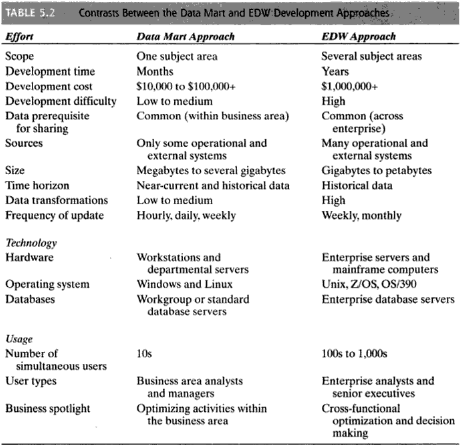 TABLE 5.2 Contrasts Between the Data Mart and EDW Development Approaches
Effort Data Mart Approach EDW Approach
Scope One subject area Several subject areas
Development time Months Years
Development cost $10,000 to $100,000+ $1,000,000+
Development difficulty Low to medium High
Data prerequisite Common (within business area) Common (across
for sharing enterprise)
Sources Only some operational and Many operational and
external systems external systems
Size Megabytes to several gigabytes Gigabytes to petabytes
Time horizon Near-current and historical data Historical data
Data transformations Low to medium High
Frequency of update Hourly, daily, weekly Weekly, monthly
Technology
Hardware Workstations and Enterprise servers and
departmental servers mainframe computers
Operating system Windows and Linux Unix, Z/OS, OS/390
Databases Workgroup or standard Enterprise database servers
database servers
Usage
Number of 10s 100s to 1,000s
simultaneous users
User types Business area analysts Enterprise analysts and
and managers senior executives
Business spotlight Optimizing activities within Cross-functional
the business area optimization and decision
making